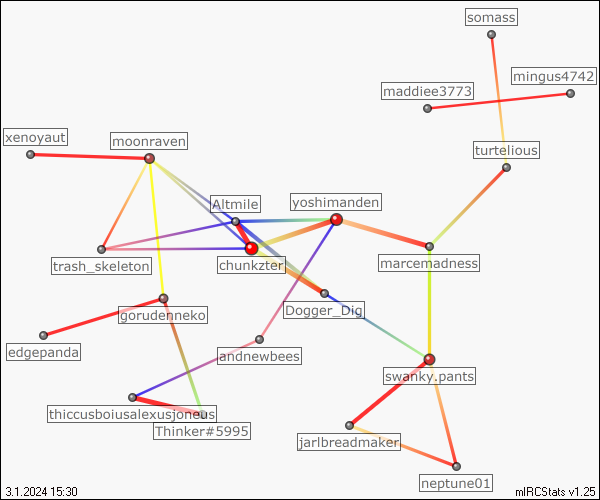 somass
mingus4742
maddiee3773
xenoyaut
moonraven
turtelious
Altmile
yoshimanden
trash_skeleton
chunkzter
marcemadness
Dogger_Dig
gorudenneko
edgepanda
andnewbees
swanky.pants
thiccusboiusalexusjoneus
Thinker#5995
jarlbreadmaker
neptune01
3.1.2024 15:30
mIRCStats v1.25